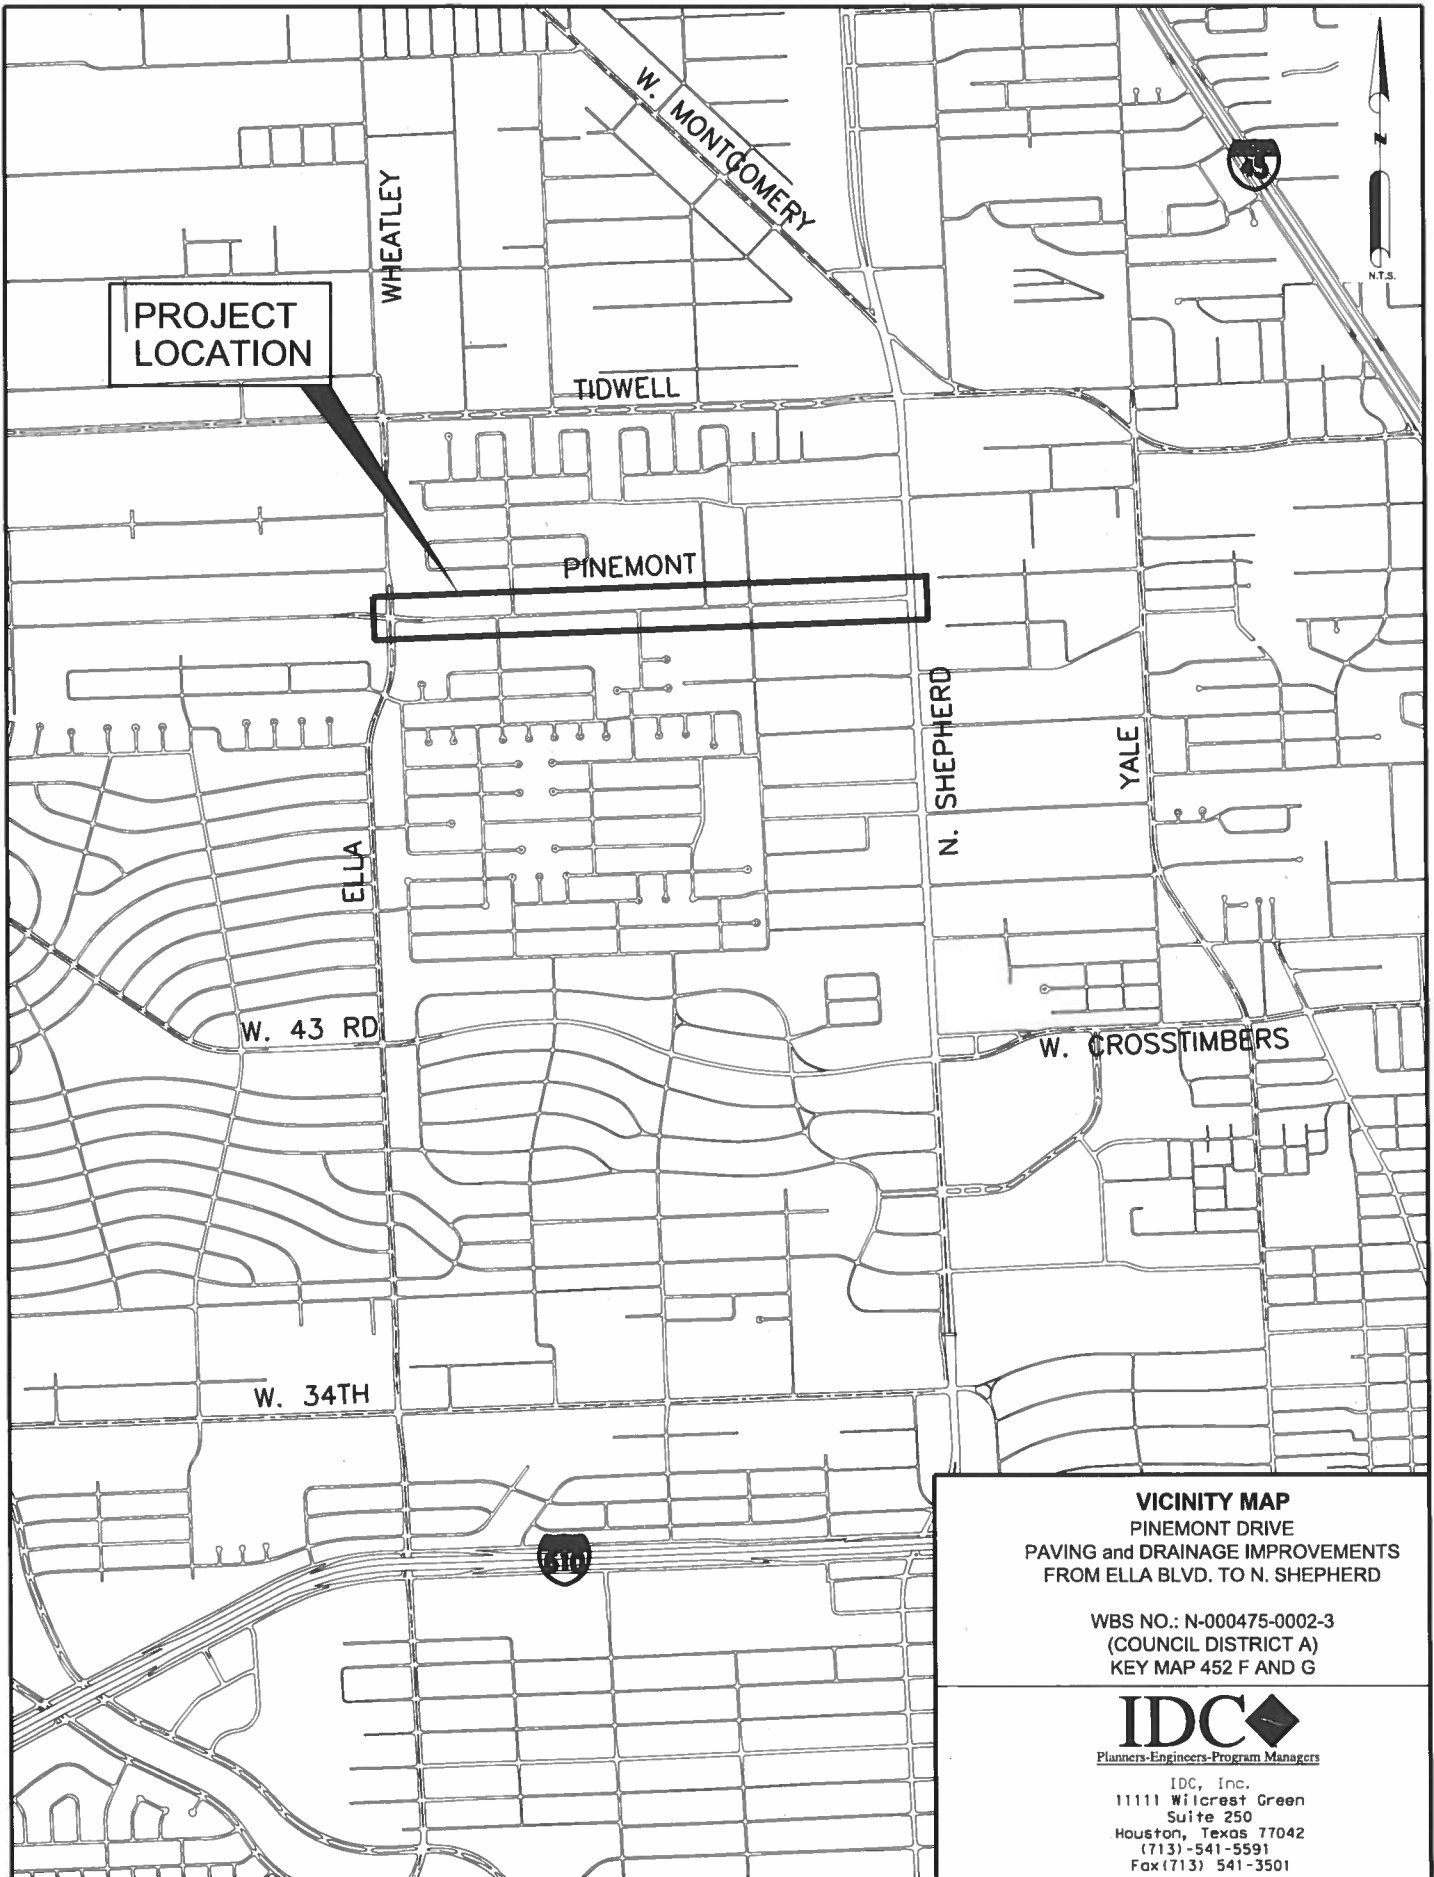 W. MONTGOMERY
45
N
N.T.S.
WHEATLEY
PROJECT
LOCATION
TIDWELL
PINEMONT
N. SHEPHERD
YALE
ELLA
W. 43 RD
W. CROSSTIMBERS
W. 34TH
610
VICINITY MAP
PINEMONT DRIVE
PAVING and DRAINAGE IMPROVEMENTS
FROM ELLA BLVD. TO N. SHEPHERD
WBS NO.: N-000475-0002-3
(COUNCIL DISTRICT A)
KEY MAP 452 F AND G
IDC
Planners-Engineers-Program Managers
IDC, Inc.
11111 Wilcrest Green
Suite 250
Houston, Texas 77042
(713)-541-5591
Fax(713) 541-3501